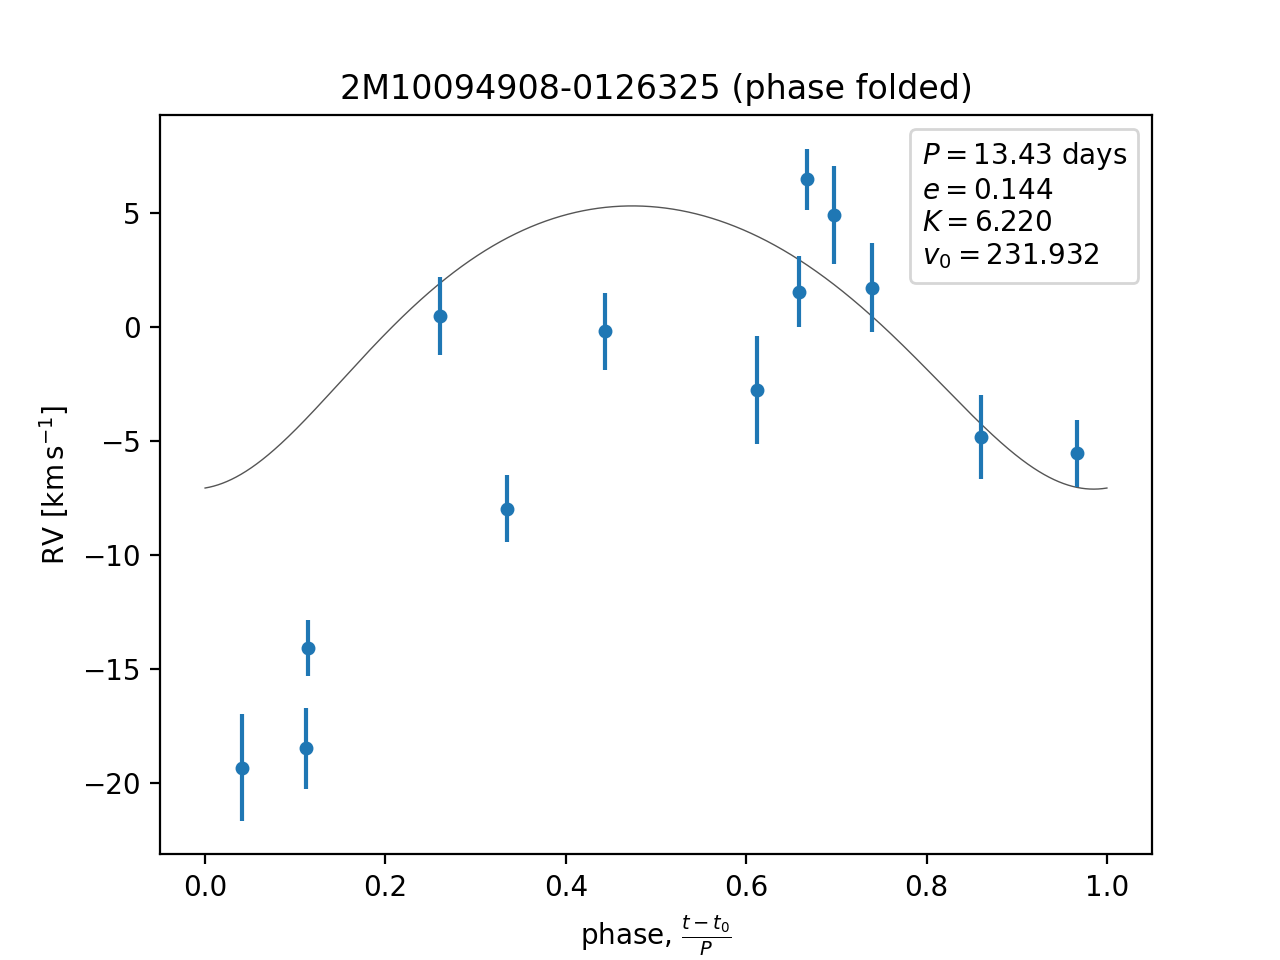 2M10094908-0126325 (phase folded)
P = 13.43 days
e = 0.144
K = 6.220
v₀ = 231.932
RV [km s⁻¹]
5
0
−5
−10
−15
−20
0.0 0.2 0.4 0.6 0.8 1.0
phase, (t − t₀)/P